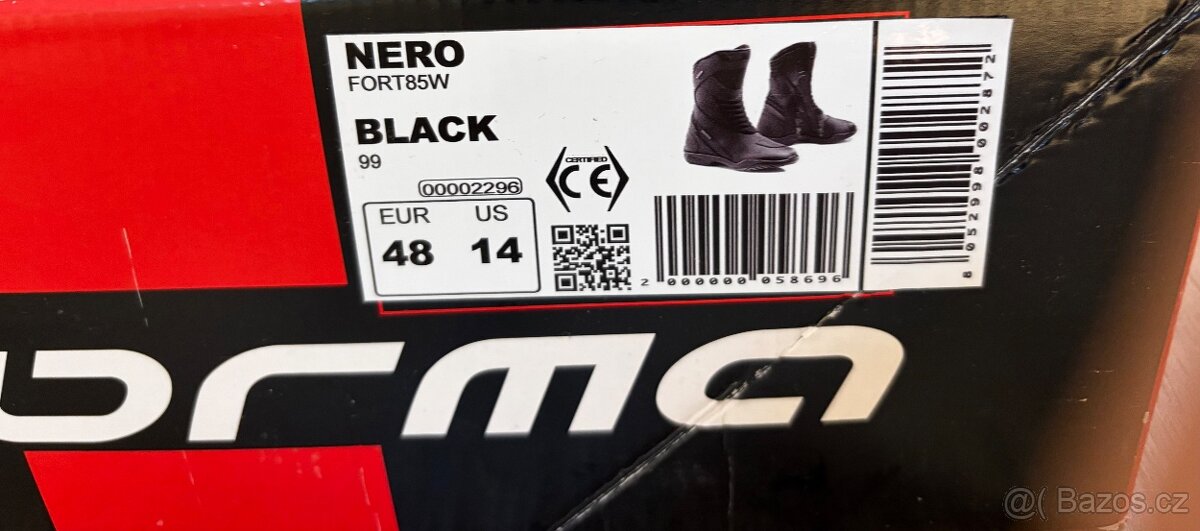 NERO
FORT85W
BLACK
99
00002296
EUR US
48 14
CERTIFIED
CE
2 000000 058696
8 052998 002872
orma
@( Bazos.cz